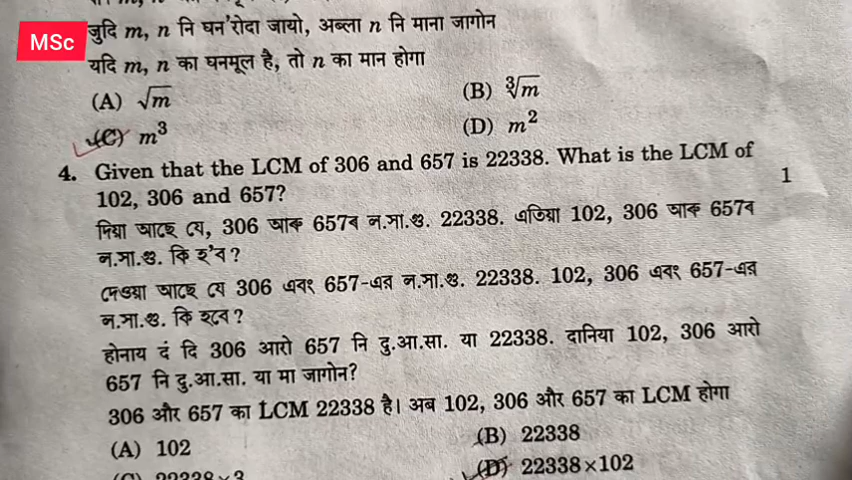 MSc
जुदि m, n नि घन'रोदा जायो, अब्ला n नि माना जागोन
यदि m, n का घनमूल है, तो n का मान होगा
(A) √m
(B) ∛m
(C) m³
(D) m²
4. Given that the LCM of 306 and 657 is 22338. What is the LCM of
102, 306 and 657?
1
দিয়া আছে যে, 306 আৰু 657ৰ ল.সা.গু. 22338. এতিয়া 102, 306 আৰু 657ৰ
ল.সা.গু. কি হ'ব?
দেওয়া আছে যে 306 এবং 657-এর ল.সা.গু. 22338. 102, 306 এবং 657-এর
ল.সা.গু. কি হবে?
होनाय दं दि 306 आरो 657 नि दु.आ.सा. या 22338. दानिया 102, 306 आरो
657 नि दु.आ.सा. या मा जागोन?
306 और 657 का LCM 22338 है। अब 102, 306 और 657 का LCM होगा
(A) 102
(B) 22338
(C) 22338×3
(D) 22338×102